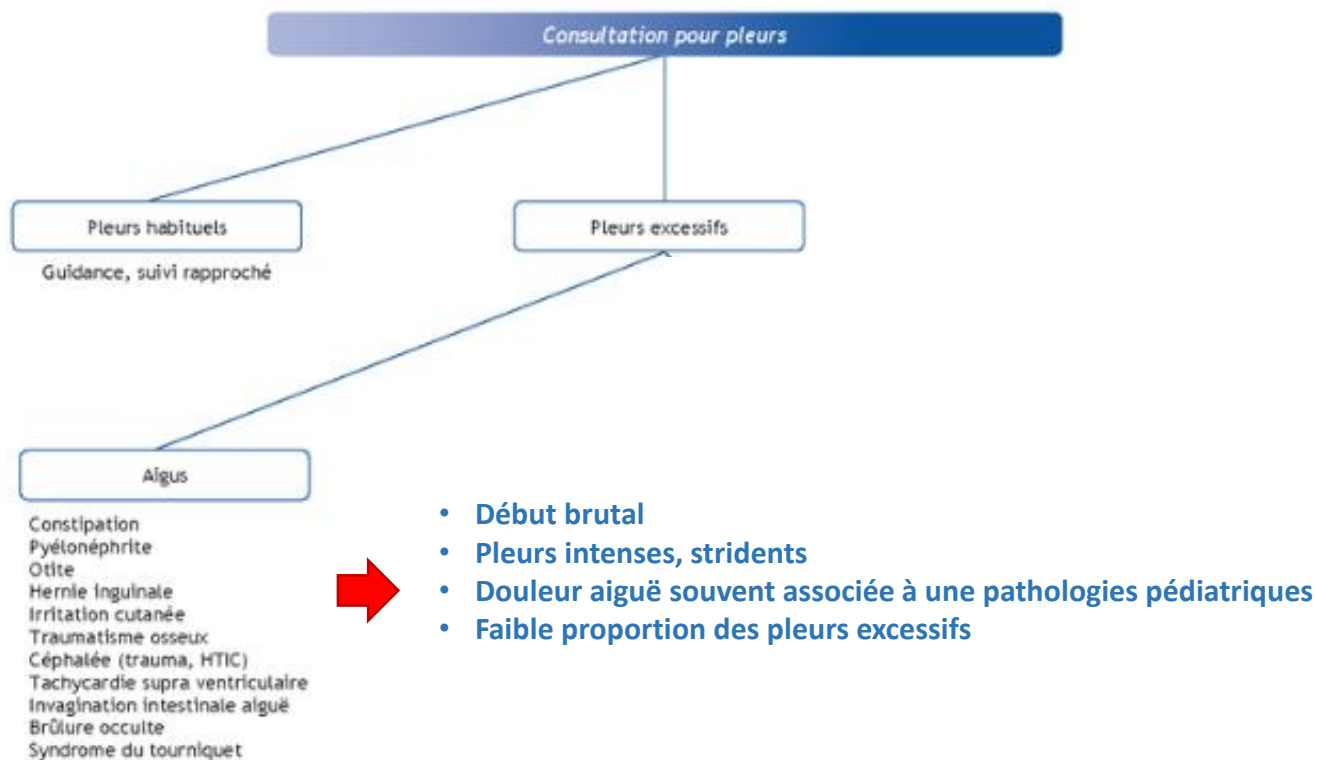 Consultation pour pleurs
Pleurs habituels
Pleurs excessifs
Guidance, suivi rapproché
Aigus
Constipation
Pyélonéphrite
Otite
Hernie inguinale
Irritation cutanée
Traumatisme osseux
Céphalée (trauma, HTIC)
Tachycardie supra ventriculaire
Invagination intestinale aiguë
Brûlure occulte
Syndrome du tourniquet
• Début brutal
• Pleurs intenses, stridents
• Douleur aiguë souvent associée à une pathologies pédiatriques
• Faible proportion des pleurs excessifs